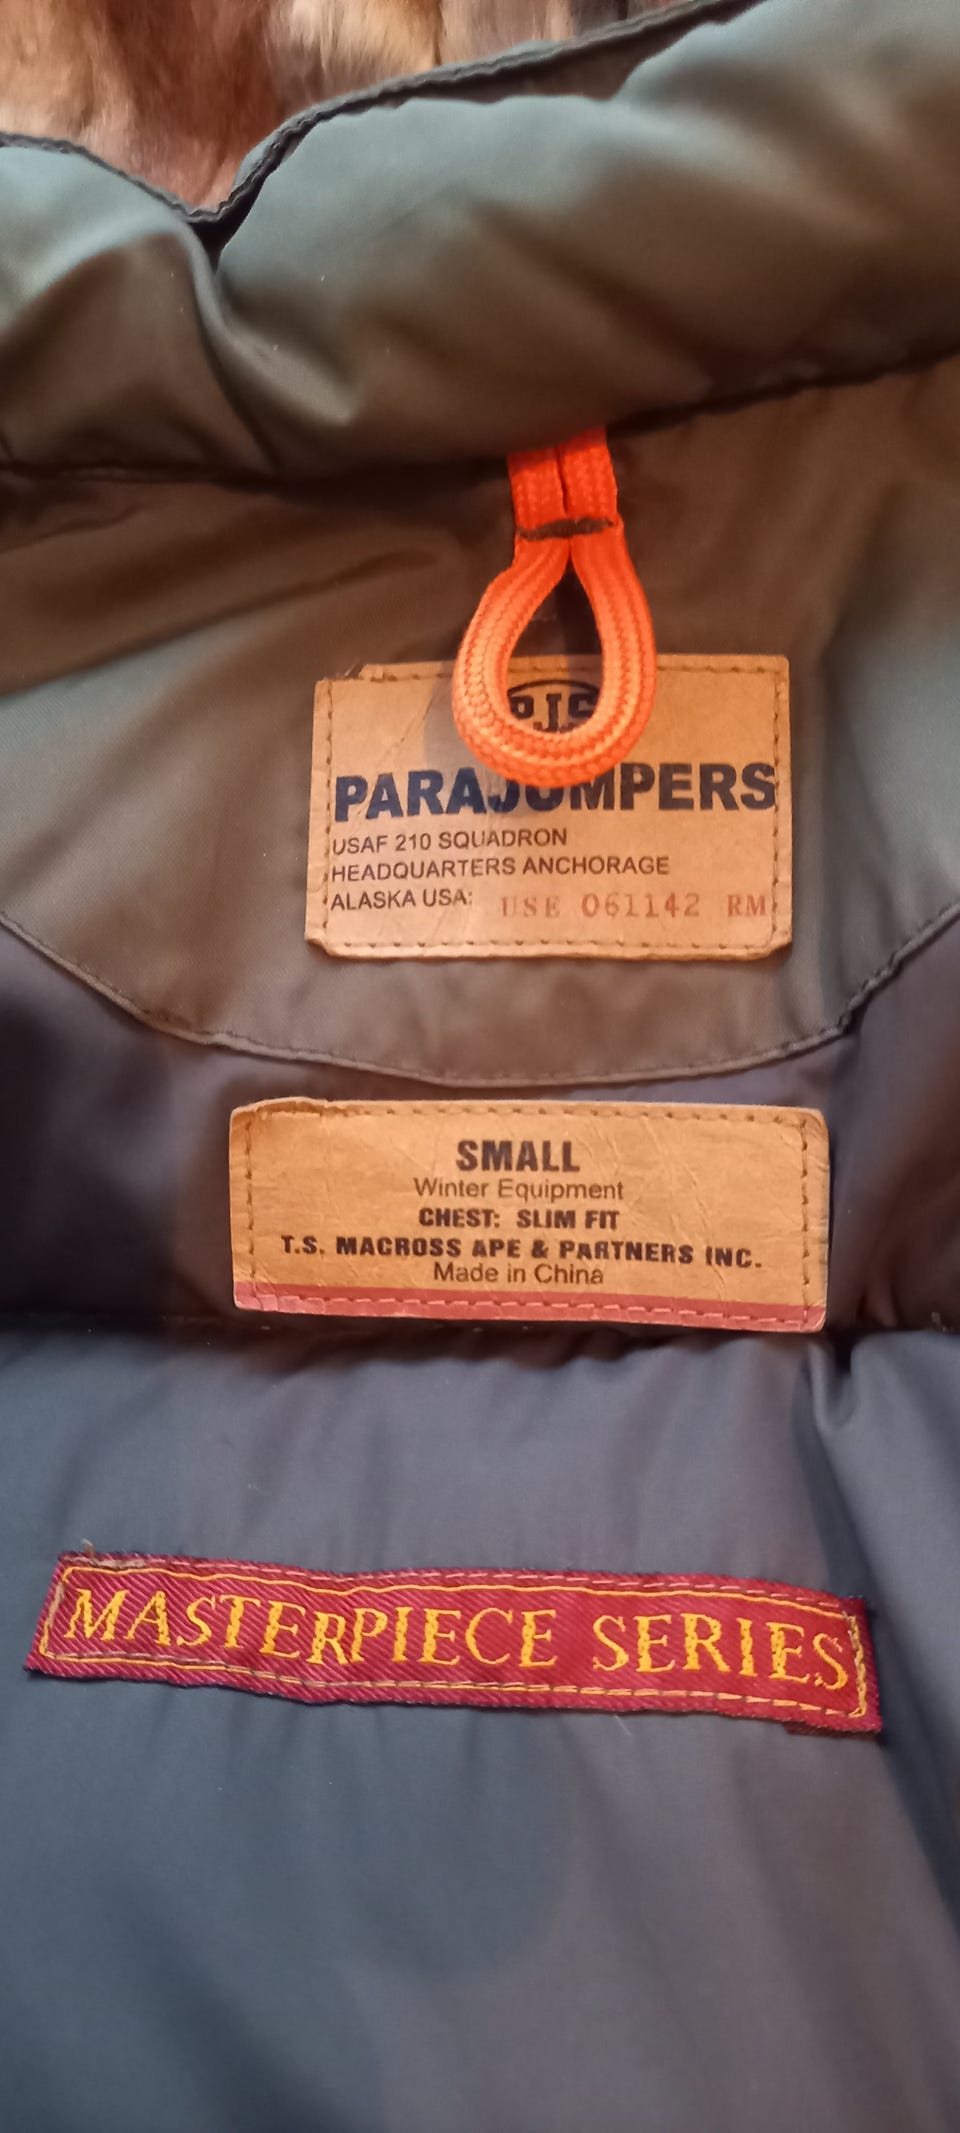 PJS
PARAJUMPERS
USAF 210 SQUADRON
HEADQUARTERS ANCHORAGE
ALASKA USA: USE 061142 RM
SMALL
Winter Equipment
CHEST: SLIM FIT
T.S. MACROSS APE & PARTNERS INC.
Made in China
MASTERPIECE SERIES